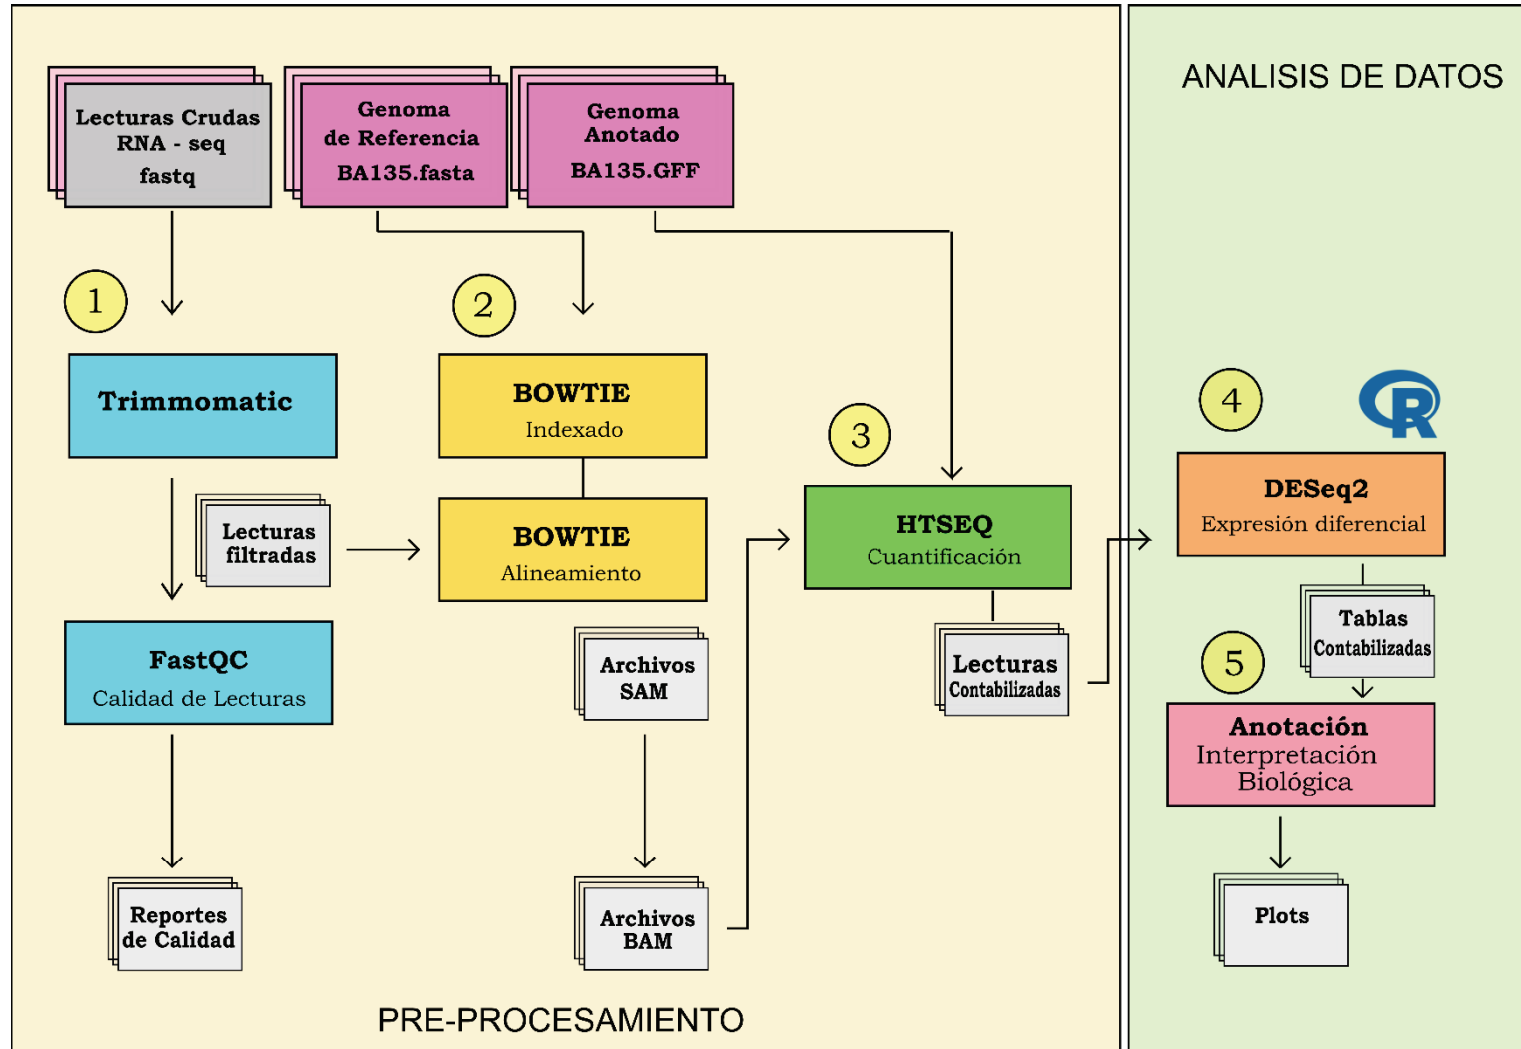 ANALISIS DE DATOS
Lecturas Crudas
RNA - seq
fastq
Genoma
de Referencia
BA135.fasta
Genoma
Anotado
BA135.GFF
1
2
Trimmomatic
BOWTIE
Indexado
3
4
R
Lecturas
filtradas
BOWTIE
Alineamiento
HTSEQ
Cuantificación
DESeq2
Expresión diferencial
FastQC
Calidad de Lecturas
Archivos
SAM
Lecturas
Contabilizadas
Tablas
Contabilizadas
5
Anotación
Interpretación
Biológica
Reportes
de Calidad
Archivos
BAM
Plots
PRE-PROCESAMIENTO